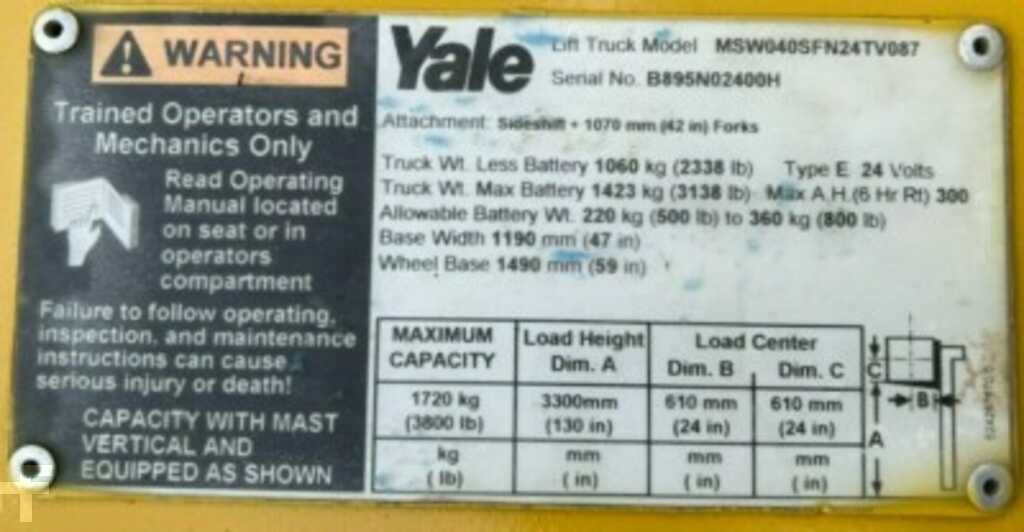 WARNING
Trained Operators and
Mechanics Only
Read Operating
Manual located
on seat or in
operators
compartment
Failure to follow operating,
inspection, and maintenance
instructions can cause
serious injury or death!
CAPACITY WITH MAST
VERTICAL AND
EQUIPPED AS SHOWN
Yale
Lift Truck Model MSW040SFN24TV087
Serial No. B895N02400H
Attachment: Sideshift + 1070 mm (42 in) Forks
Truck Wt. Less Battery 1060 kg (2338 lb) Type E 24 Volts
Truck Wt. Max Battery 1423 kg (3138 lb) Max A.H.(6 Hr Rt) 300
Allowable Battery Wt. 220 kg (500 lb) to 360 kg (800 lb)
Base Width 1190 mm (47 in)
Wheel Base 1490 mm (59 in)
MAXIMUM CAPACITY Load Height Dim. A Load Center Dim. B Dim. C
1720 kg 3300mm 610 mm 610 mm
(3800 lb) (130 in) (24 in) (24 in)
kg mm mm mm
( lb) ( in) ( in) ( in)
C
B
A